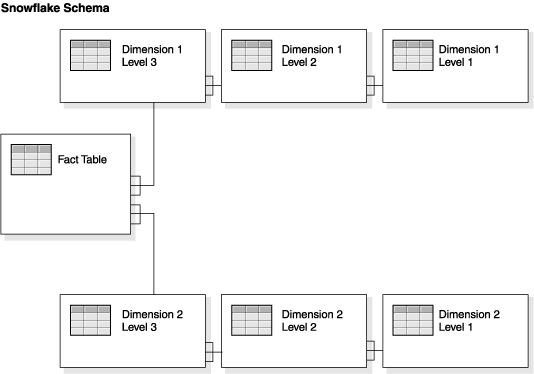 Snowflake Schema
Dimension 1
Level 3
Dimension 1
Level 2
Dimension 1
Level 1
Fact Table
Dimension 2
Level 3
Dimension 2
Level 2
Dimension 2
Level 1